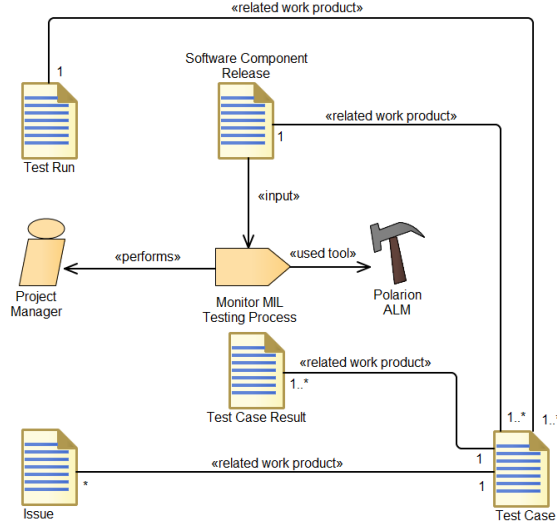 «related work product»
1
Software Component
Release
«related work product»
1
Test Run
«input»
«performs»
«used tool»
Project
Manager
Monitor MIL
Testing Process
Polarion
ALM
«related work product»
1..*
Test Case Result
1..*
1..*
1
«related work product»
*
1
Issue
Test Case